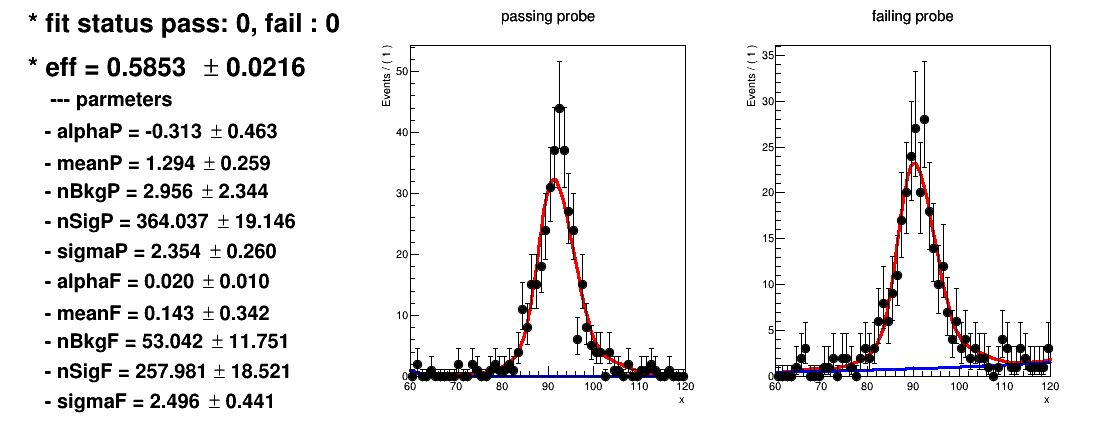 * fit status pass: 0, fail : 0
* eff = 0.5853 ± 0.0216
--- parmeters
- alphaP = -0.313 ± 0.463
- meanP = 1.294 ± 0.259
- nBkgP = 2.956 ± 2.344
- nSigP = 364.037 ± 19.146
- sigmaP = 2.354 ± 0.260
- alphaF = 0.020 ± 0.010
- meanF = 0.143 ± 0.342
- nBkgF = 53.042 ± 11.751
- nSigF = 257.981 ± 18.521
- sigmaF = 2.496 ± 0.441
passing probe
Events / ( 1 )
50
40
30
20
10
0
60 70 80 90 100 110 120
x
failing probe
Events / ( 1 )
35
30
25
20
15
10
5
0
60 70 80 90 100 110 120
x